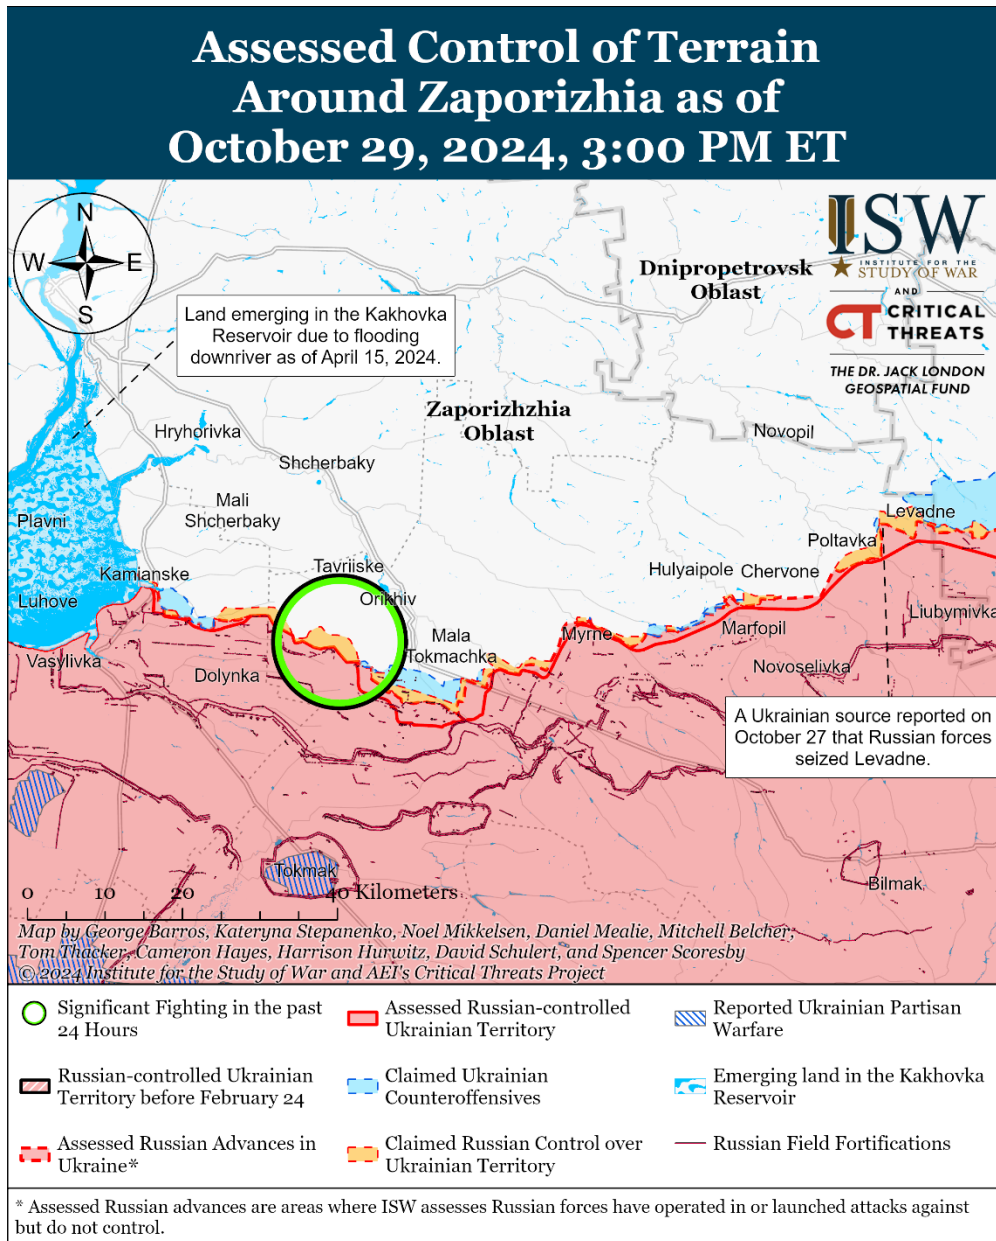 Assessed Control of Terrain
Around Zaporizhia as of
October 29, 2024, 3:00 PM ET
N
W E
S
ISW
INSTITUTE FOR THE
STUDY OF WAR
AND
CT CRITICAL
THREATS
THE DR. JACK LONDON
GEOSPATIAL FUND
Dnipropetrovsk
Oblast
Land emerging in the Kakhovka
Reservoir due to flooding
downriver as of April 15, 2024.
Zaporizhzhia
Oblast
Hryhorivka
Novopil
Shcherbaky
Mali
Shcherbaky
Plavni
Levadne
Poltavka
Tavriiske
Kamianske
Hulyaipole
Chervone
Luhove
Orikhiv
Liubymivka
Marfopil
Mala
Tokmachka
Myrne
Vasylivka
Dolynka
Novoselivka
A Ukrainian source reported on
October 27 that Russian forces
seized Levadne.
Tokmak
Bilmak
0 10 20 40 Kilometers
Map by George Barros, Kateryna Stepanenko, Noel Mikkelsen, Daniel Mealie, Mitchell Belcher,
Tom Thacker, Cameron Hayes, Harrison Hurwitz, David Schulert, and Spencer Scoresby
© 2024 Institute for the Study of War and AEI's Critical Threats Project
Significant Fighting in the past
24 Hours
Assessed Russian-controlled
Ukrainian Territory
Reported Ukrainian Partisan
Warfare
Russian-controlled Ukrainian
Territory before February 24
Claimed Ukrainian
Counteroffensives
Emerging land in the Kakhovka
Reservoir
Assessed Russian Advances in
Ukraine*
Claimed Russian Control over
Ukrainian Territory
Russian Field Fortifications
* Assessed Russian advances are areas where ISW assesses Russian forces have operated in or launched attacks against
but do not control.